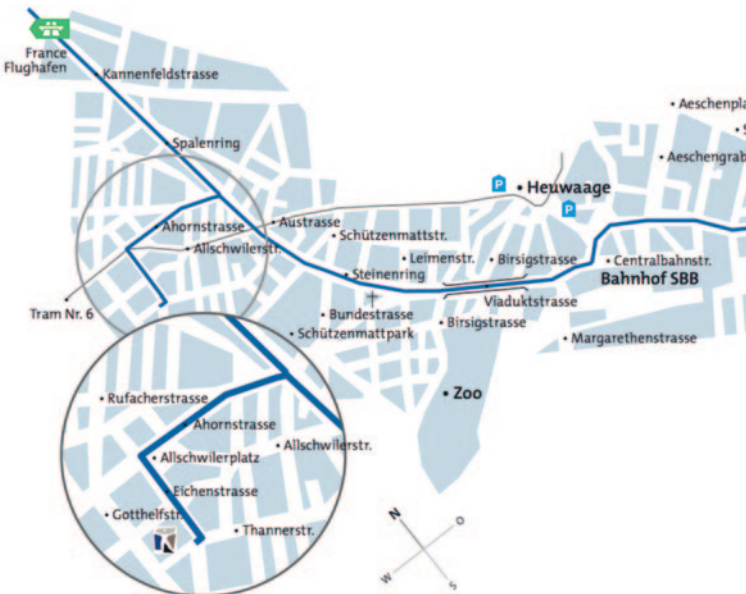 France
Flughafen
Kannenfeldstrasse
Aeschenpla
S
Spalenring
Aeschengrab
P
Heuwaage
P
Ahornstrasse
Austrasse
Schützenmattstr.
Allschwilerstr.
Leimenstr.
Birsigstrasse
Centralbahnstr.
Steinenring
Bahnhof SBB
Viaduktstrasse
Tram Nr. 6
Bundestrasse
Birsigstrasse
Schützenmattpark
Margarethenstrasse
Rufacherstrasse
Zoo
Ahornstrasse
Allschwilerstr.
Allschwilerplatz
Eichenstrasse
Gotthelfstr.
Thannerstr.
N
O
W
S